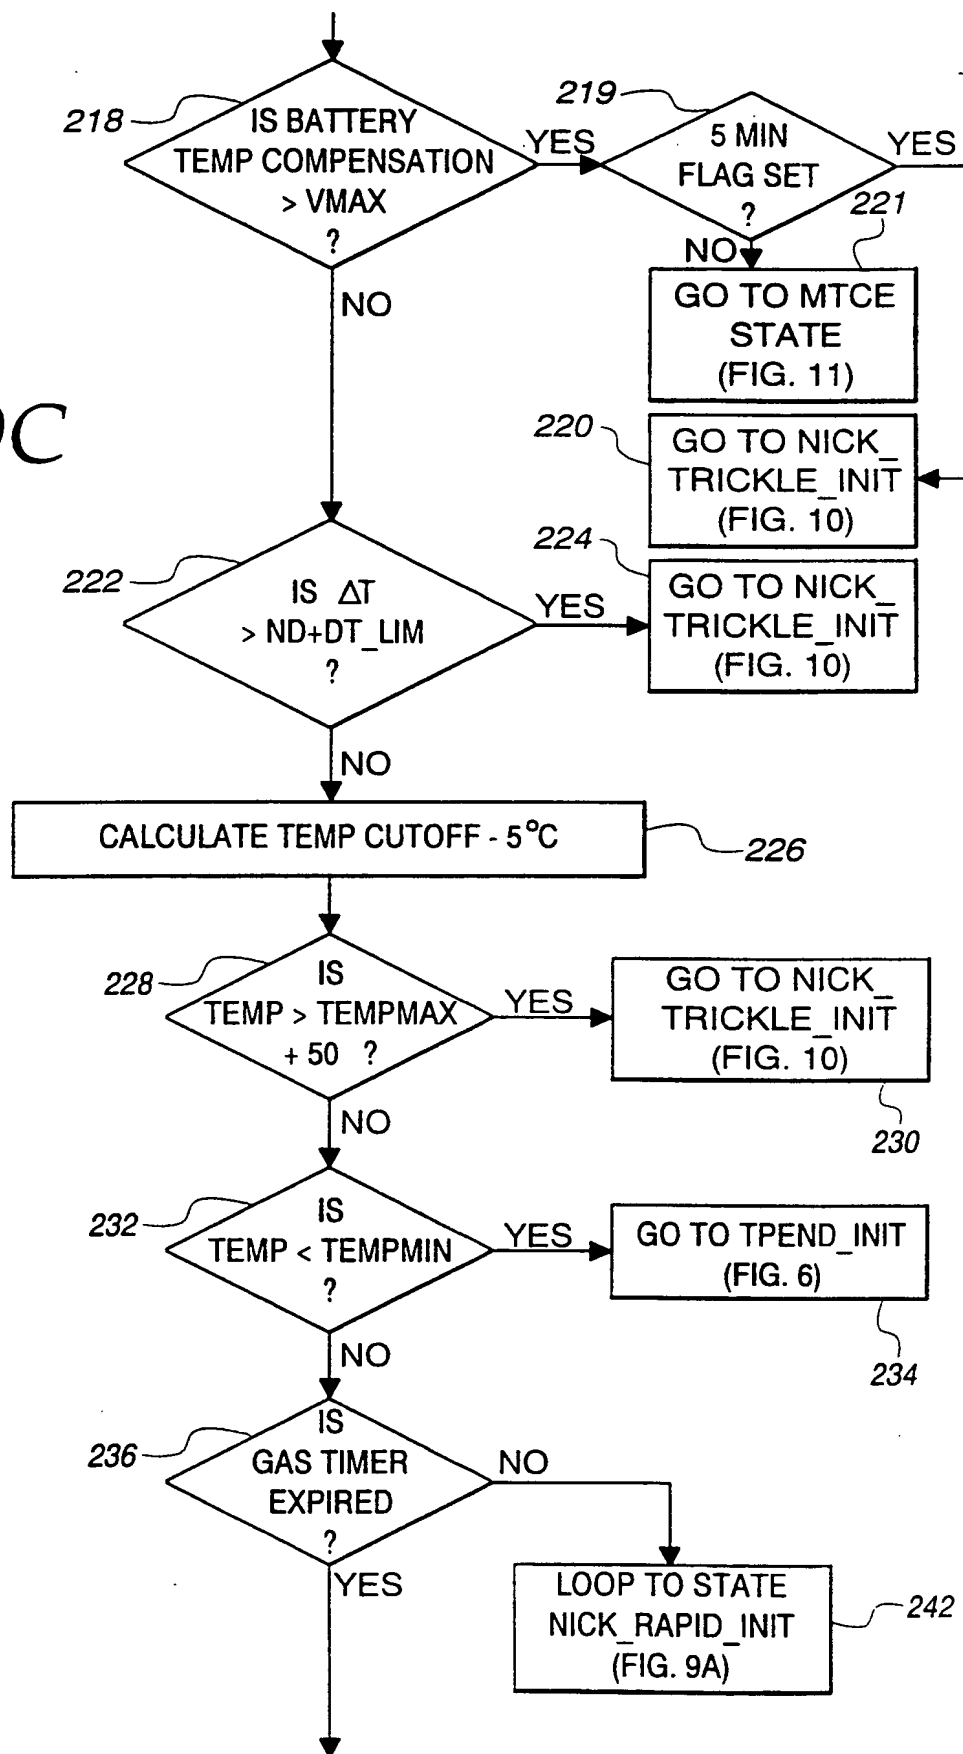 218
IS BATTERY
TEMP COMPENSATION
> VMAX
?
YES
219
5 MIN
FLAG SET
?
YES
NO
221
GO TO MTCE
STATE
(FIG. 11)
NO
220
GO TO NICK_
TRICKLE_INIT
(FIG. 10)
C
222
IS ΔT
> ND+DT_LIM
?
YES
224
GO TO NICK_
TRICKLE_INIT
(FIG. 10)
NO
CALCULATE TEMP CUTOFF - 5°C
226
228
IS
TEMP > TEMPMAX
+ 50 ?
YES
GO TO NICK_
TRICKLE_INIT
(FIG. 10)
230
NO
232
IS
TEMP < TEMPMIN
?
YES
GO TO TPEND_INIT
(FIG. 6)
234
NO
236
IS
GAS TIMER
EXPIRED
?
NO
YES
LOOP TO STATE
NICK_RAPID_INIT
(FIG. 9A)
242